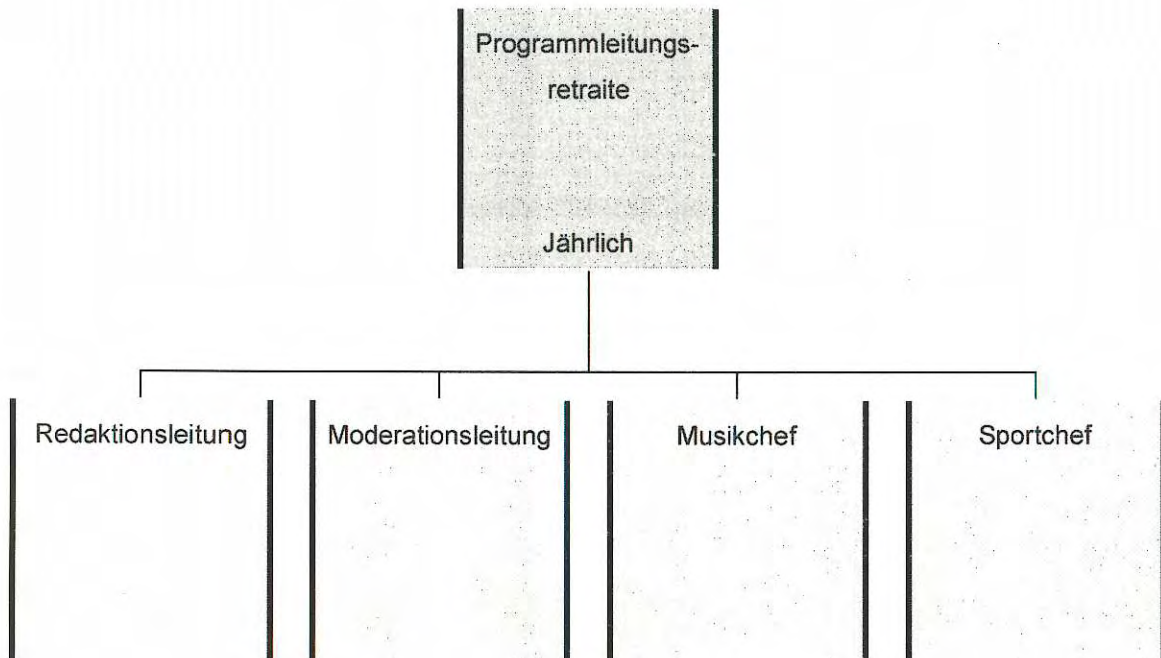 Programmleitungs-
retraite
Jährlich
Redaktionsleitung
Moderationsleitung
Musikchef
Sportchef